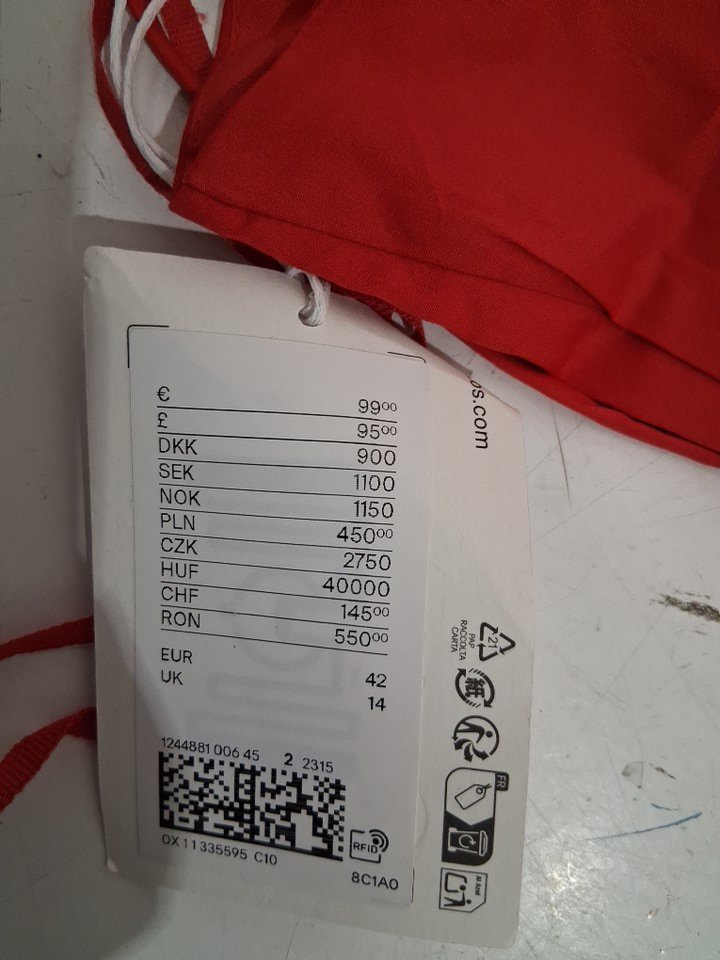 € 99⁰⁰
£ 95⁰⁰
DKK 900
SEK 1100
NOK 1150
PLN 450⁰⁰
CZK 2750
HUF 40000
CHF 145⁰⁰
RON 550⁰⁰
EUR 42
UK 14
1244881 006 45 2 2315
OX 11335595 C10
RFID
8C1A0
os.com
21
PAP
RACCOLTA
CARTA
紙
FR